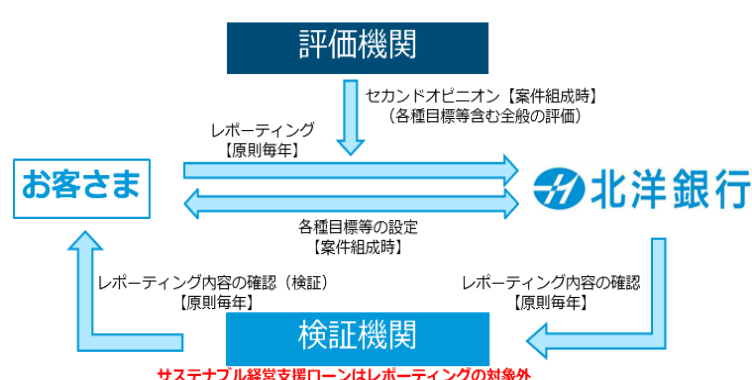 評価機関
セカンドオピニオン【案件組成時】
（各種目標等含む全般の評価）
レポーティング
【原則毎年】
お客さま
北洋銀行
各種目標等の設定
【案件組成時】
レポーティング内容の確認（検証）
【原則毎年】
レポーティング内容の確認
【原則毎年】
検証機関
サステナブル経営支援ローンはレポーティングの対象外